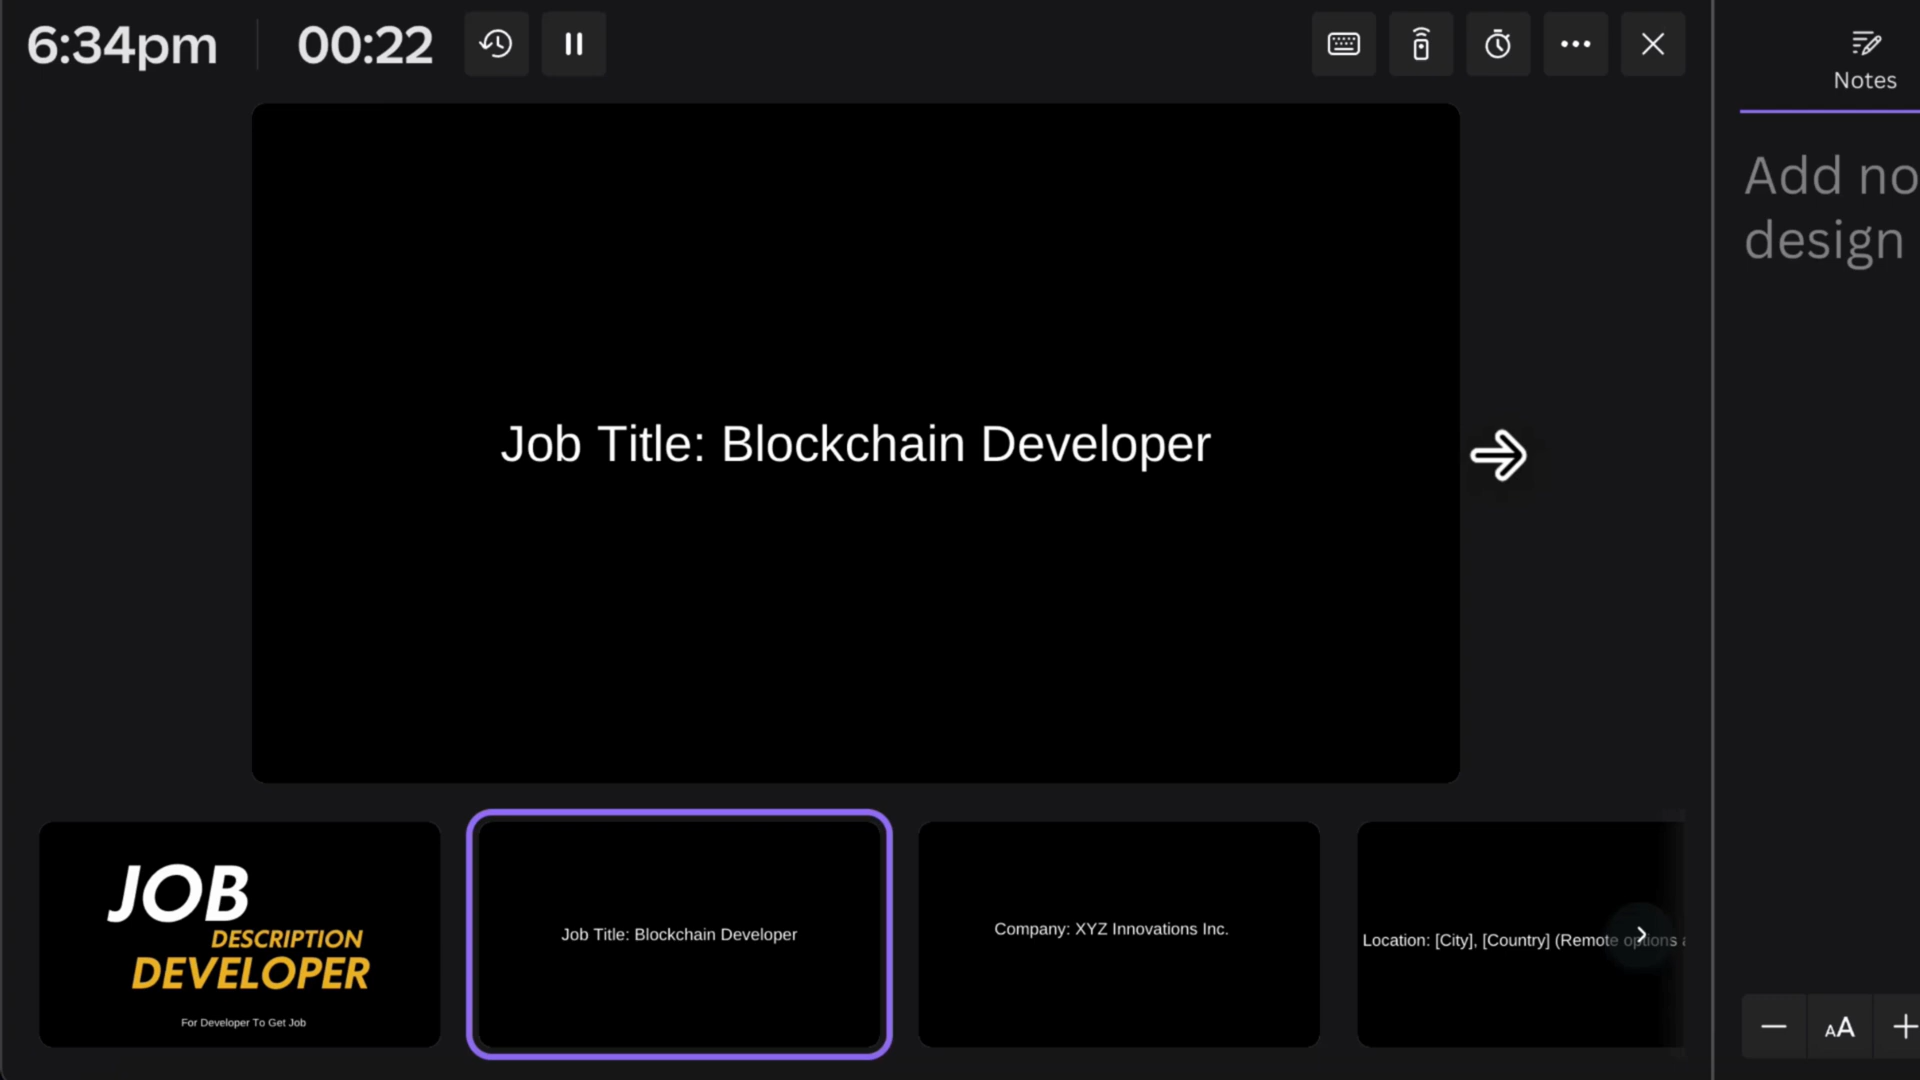 6:34pm
00:22
Notes
Add no
design
Job Title: Blockchain Developer
JOB
DESCRIPTION
DEVELOPER
For Developer To Get Job
Job Title: Blockchain Developer
Company: XYZ Innovations Inc.
Location: [City], [Country] (Remote options
AA